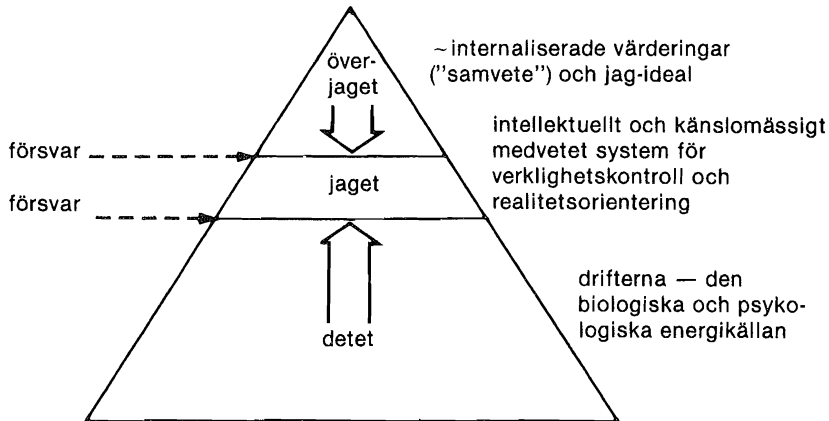 över-
jaget
~internaliserade värderingar
("samvete") och jag-ideal
försvar
jaget
intellektuellt och känslomässigt
medvetet system för
verklighetskontroll och
realitetsorientering
försvar
detet
drifterna — den
biologiska och psyko-
logiska energikällan